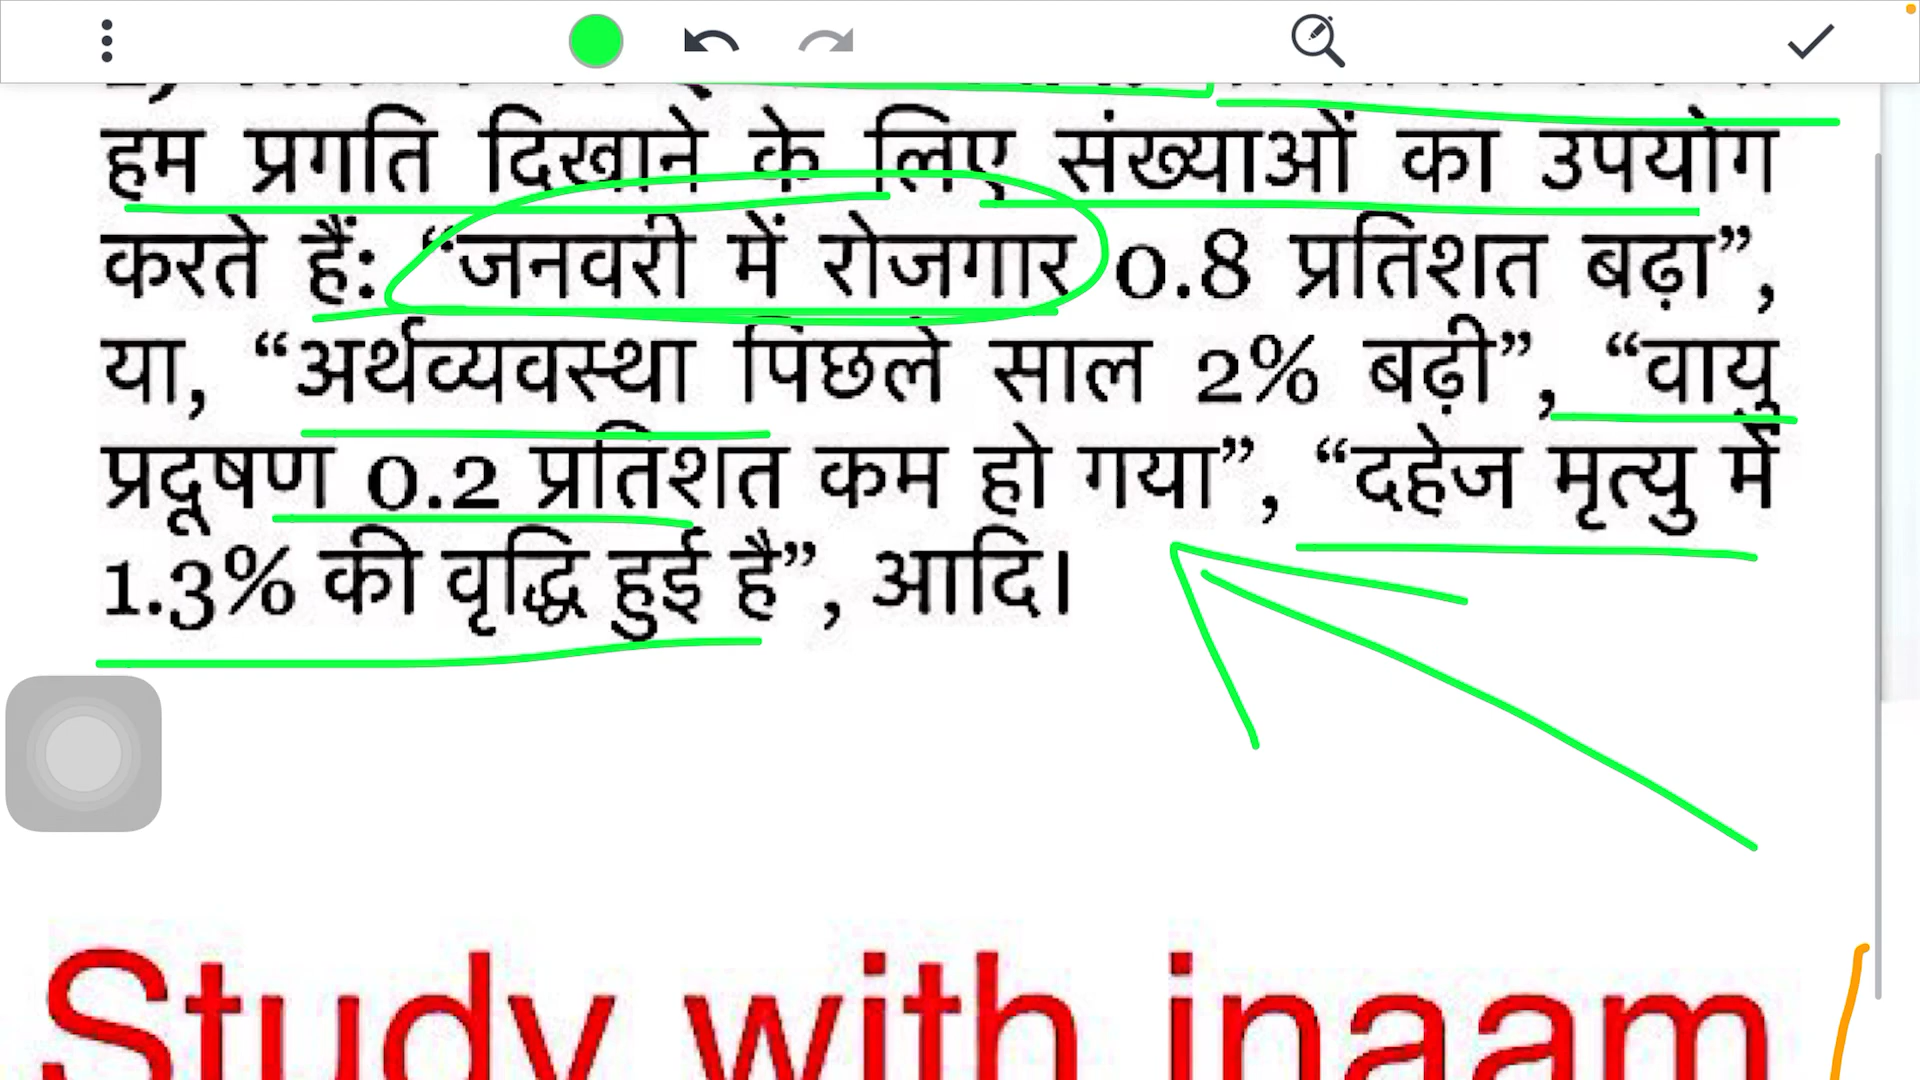 हम प्रगति दिखाने के लिए संख्याओं का उपयोग
करते हैं: “जनवरी में रोजगार 0.8 प्रतिशत बढ़ा”,
या, “अर्थव्यवस्था पिछले साल 2% बढ़ी”, “वायु
प्रदूषण 0.2 प्रतिशत कम हो गया”, “दहेज मृत्यु में
1.3% की वृद्धि हुई है”, आदि।
Study with inaam